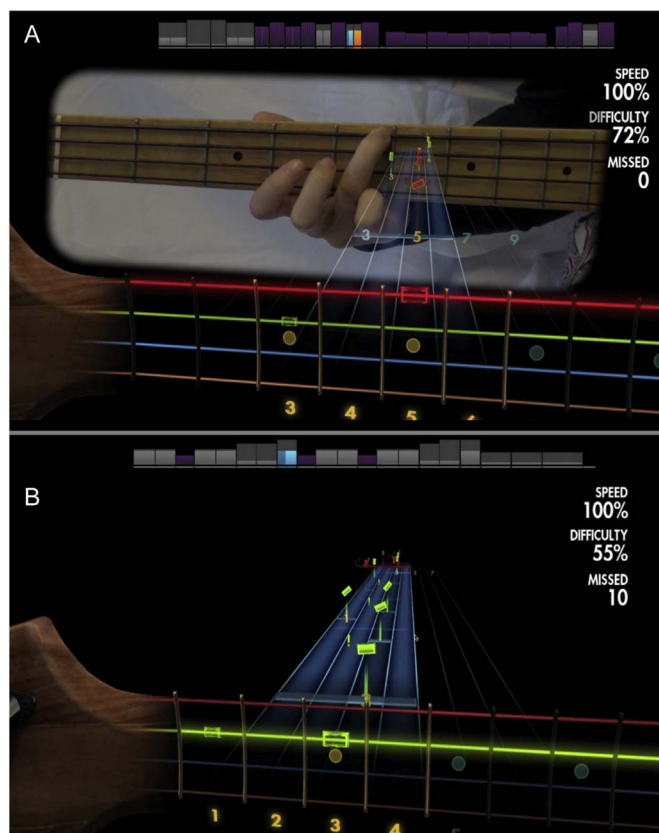 A
SPEED
100%
DIFFICULTY
72%
MISSED
0
3 5 7 9
3 4 5
B
SPEED
100%
DIFFICULTY
55%
MISSED
10
1 2 3 4